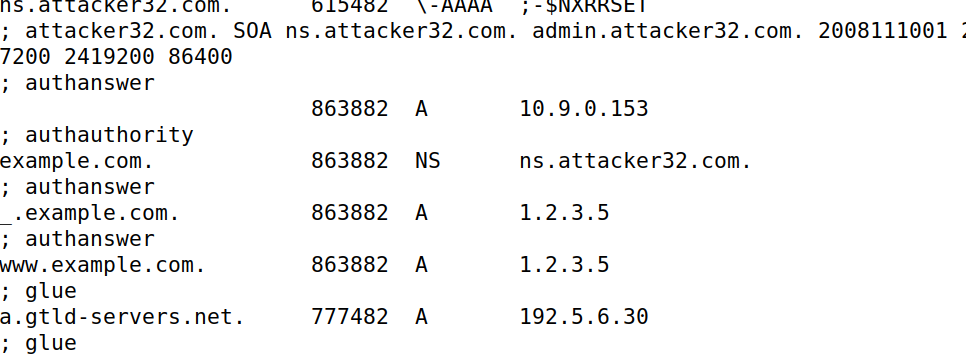 ns.attacker32.com. 615482 \-AAAA ;-$NXRRSET
; attacker32.com. SOA ns.attacker32.com. admin.attacker32.com. 2008111001
7200 2419200 86400
; authanswer
863882 A 10.9.0.153
; authauthority
example.com. 863882 NS ns.attacker32.com.
; authanswer
_.example.com. 863882 A 1.2.3.5
; authanswer
www.example.com. 863882 A 1.2.3.5
; glue
a.gtld-servers.net. 777482 A 192.5.6.30
; glue